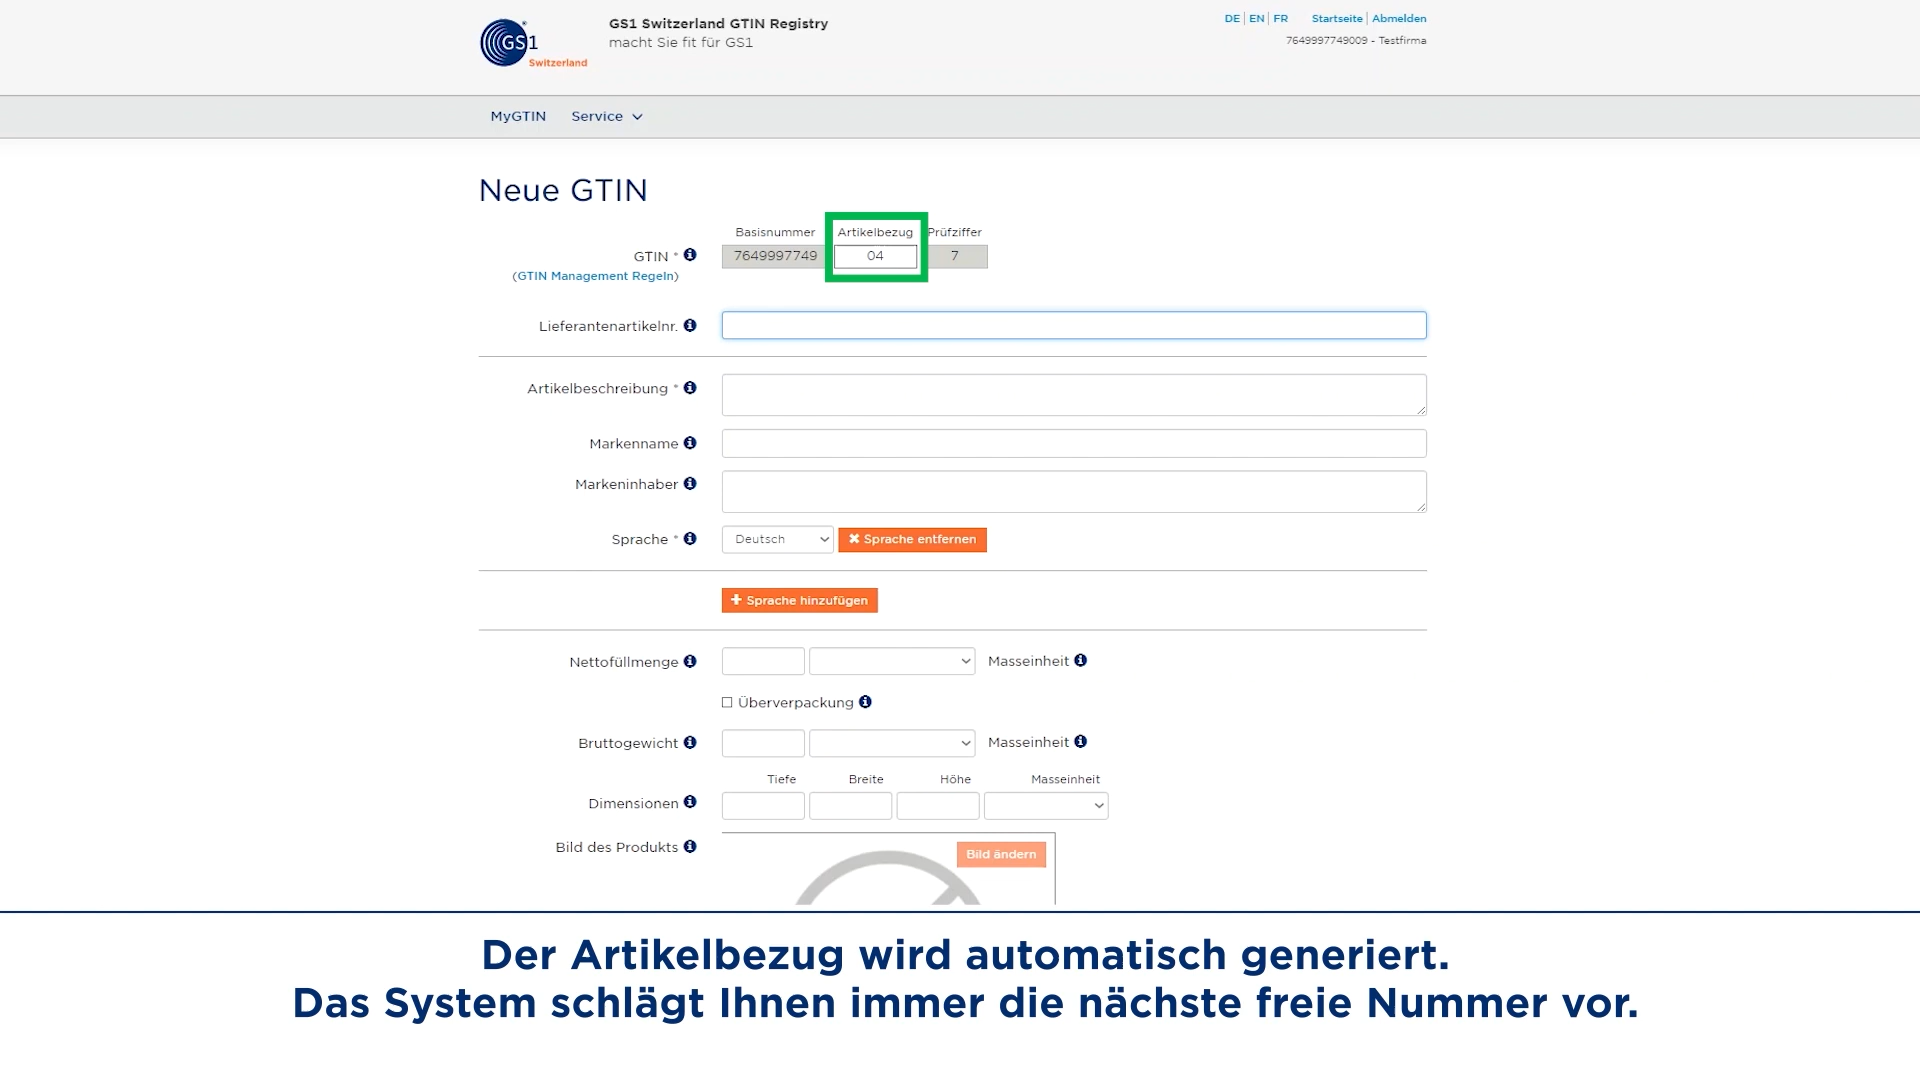 GS1
Switzerland
GS1 Switzerland GTIN Registry
macht Sie fit für GS1
DE | EN | FR Startseite | Abmelden
7649997749009 - Testfirma
MyGTIN Service
Neue GTIN
Basisnummer Artikelbezug Prüfziffer
GTIN * 7649997749 04 7
(GTIN Management Regeln)
Lieferantenartikelnr.
Artikelbeschreibung *
Markenname
Markeninhaber
Sprache * Deutsch ✖ Sprache entfernen
+ Sprache hinzufügen
Nettofüllmenge Masseinheit
Überverpackung
Bruttogewicht Masseinheit
Tiefe Breite Höhe Masseinheit
Dimensionen
Bild des Produkts Bild ändern
Der Artikelbezug wird automatisch generiert.
Das System schlägt Ihnen immer die nächste freie Nummer vor.